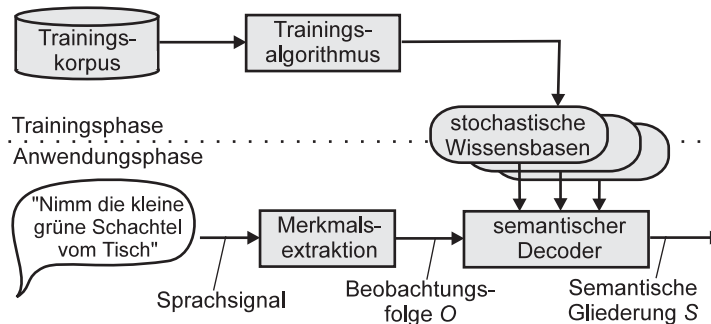 Trainings-
korpus
Trainings-
algorithmus
Trainingsphase
Anwendungsphase
stochastische
Wissensbasen
"Nimm die kleine
grüne Schachtel
vom Tisch"
Merkmals-
extraktion
semantischer
Decoder
Sprachsignal
Beobachtungs-
folge O
Semantische
Gliederung S